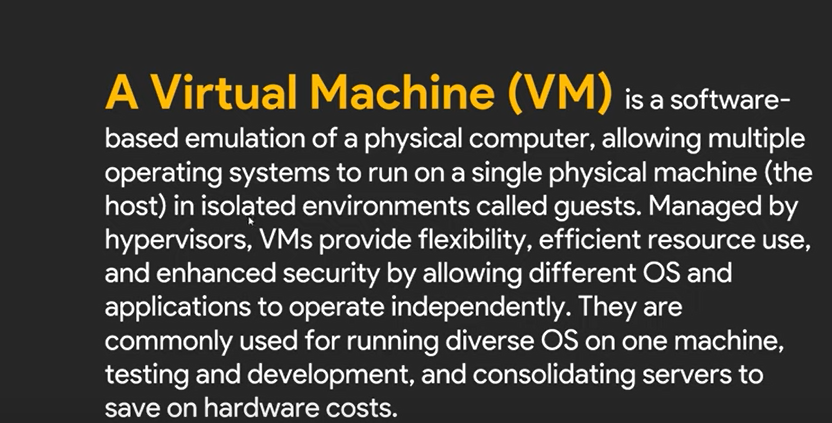 A Virtual Machine (VM) is a software-
based emulation of a physical computer, allowing multiple
operating systems to run on a single physical machine (the
host) in isolated environments called guests. Managed by
hypervisors, VMs provide flexibility, efficient resource use,
and enhanced security by allowing different OS and
applications to operate independently. They are
commonly used for running diverse OS on one machine,
testing and development, and consolidating servers to
save on hardware costs.